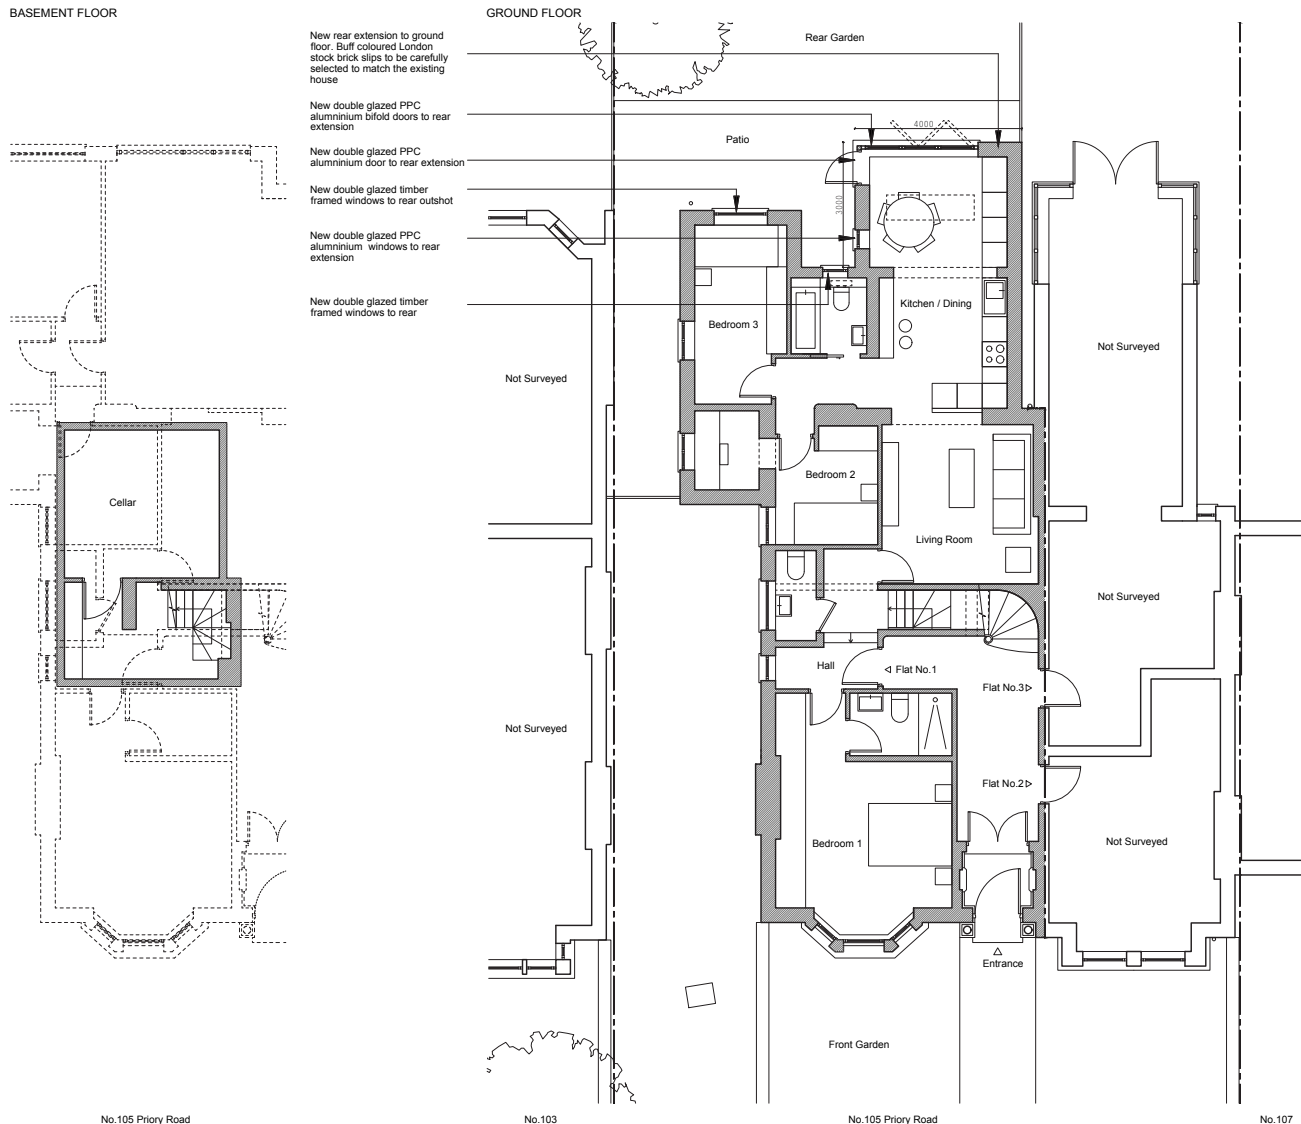 BASEMENT FLOOR
GROUND FLOOR
New rear extension to ground
floor. Buff coloured London
stock brick slips to be carefully
selected to match the existing
house
New double glazed PPC
alumninium bifold doors to rear
extension
New double glazed PPC
alumninium door to rear extension
New double glazed timber
framed windows to rear outshot
New double glazed PPC
alumninium windows to rear
extension
New double glazed timber
framed windows to rear
Rear Garden
4000
Patio
3000
Kitchen / Dining
Bedroom 3
Not Surveyed
Not Surveyed
Bedroom 2
Cellar
Living Room
Not Surveyed
Hall
Flat No.1
Flat No.3
Not Surveyed
Flat No.2
Bedroom 1
Not Surveyed
Entrance
Front Garden
No.105 Priory Road
No.103
No.105 Priory Road
No.107